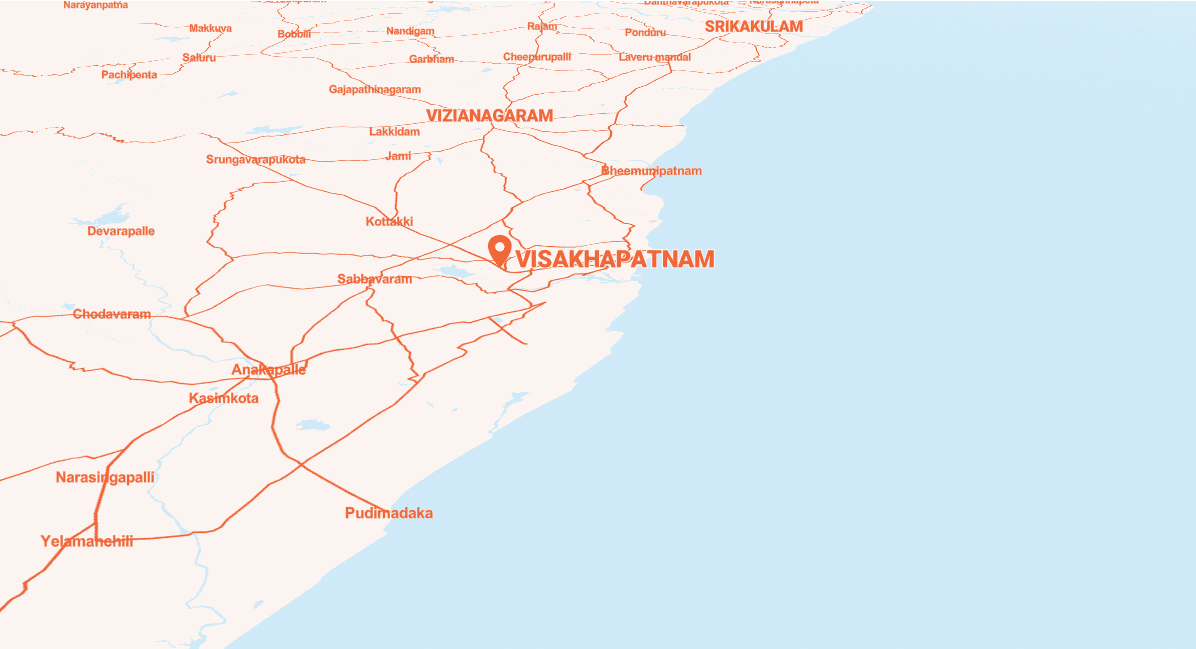 Narayanpatna
Narasannapeta
Makkuva
Bobbili
Nandigam
Rajam
Ponduru
SRIKAKULAM
Saluru
Garbham
Cheepurupalli
Laveru mandal
Pachipenta
Gajapathinagaram
VIZIANAGARAM
Lakkidam
Srungavarapukota
Jami
Bheemunipatnam
Kottakki
Devarapalle
VISAKHAPATNAM
Sabbavaram
Chodavaram
Anakapalle
Kasimkota
Narasingapalli
Pudimadaka
Yelamanchili